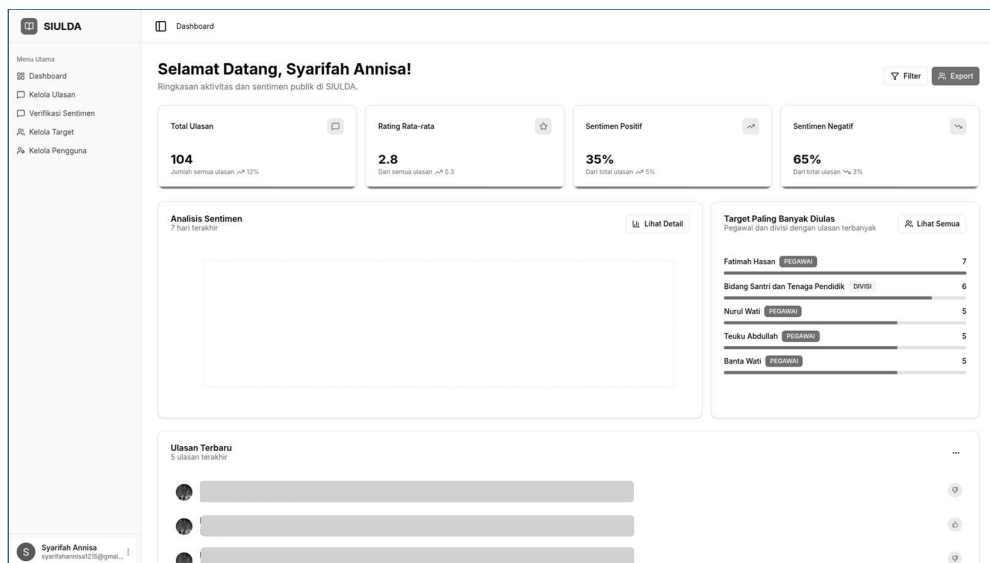 SIULDA
Dashboard
Menu Utama
Dashboard
Kelola Ulasan
Verifikasi Sentimen
Kelola Target
Kelola Pengguna
Selamat Datang, Syarifah Annisa!
Ringkasan aktivitas dan sentimen publik di SIULDA.
Filter
Export
Total Ulasan
104
Jumlah semua ulasan 12%
Rating Rata-rata
2.8
Dari semua ulasan 0.3
Sentimen Positif
35%
Dari total ulasan 5%
Sentimen Negatif
65%
Dari total ulasan 3%
Analisis Sentimen
7 hari terakhir
Lihat Detail
Target Paling Banyak Diulas
Pegawai dan divisi dengan ulasan terbanyak
Lihat Semua
Fatimah Hasan PEGAWAI 7
Bidang Santri dan Tenaga Pendidik DIVISI 6
Nurul Wati PEGAWAI 5
Teuku Abdullah PEGAWAI 5
Banta Wati PEGAWAI 5
Ulasan Terbaru
5 ulasan terakhir
S
Syarifah Annisa
syarifahannisa1215@gmai...